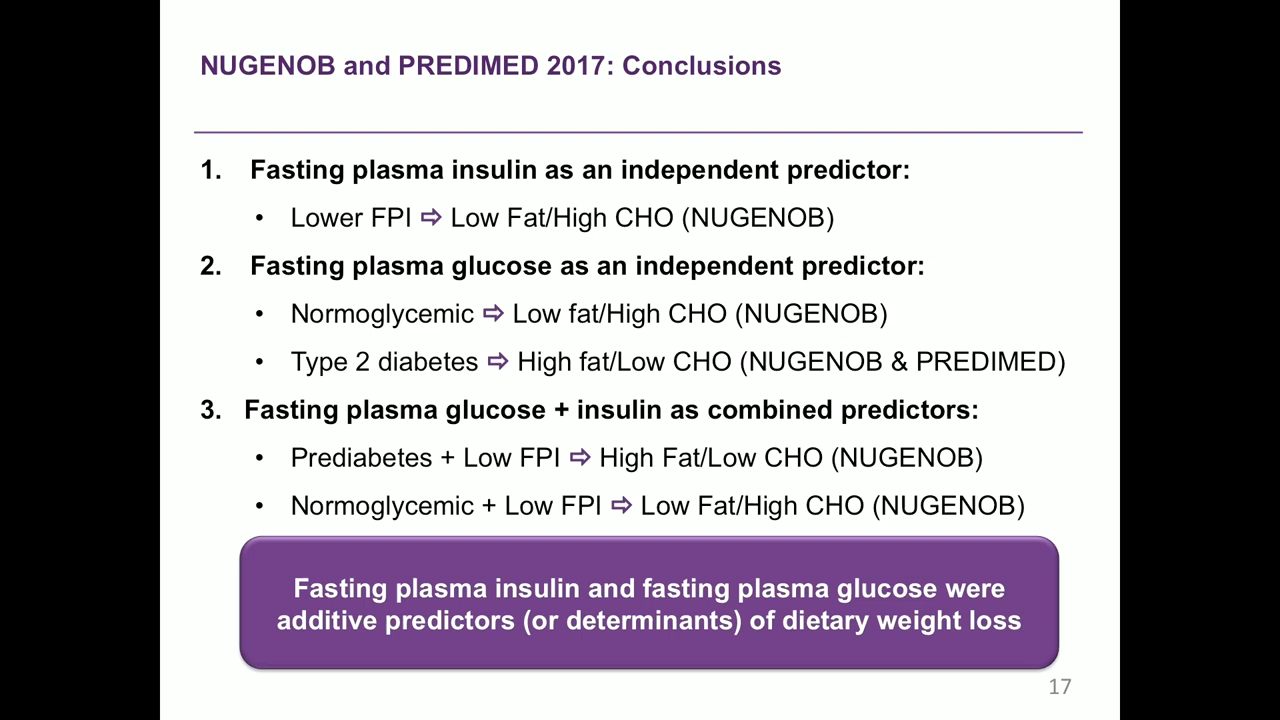 NUGENOB and PREDIMED 2017: Conclusions
1. Fasting plasma insulin as an independent predictor:
• Lower FPI ⇨ Low Fat/High CHO (NUGENOB)
2. Fasting plasma glucose as an independent predictor:
• Normoglycemic ⇨ Low fat/High CHO (NUGENOB)
• Type 2 diabetes ⇨ High fat/Low CHO (NUGENOB & PREDIMED)
3. Fasting plasma glucose + insulin as combined predictors:
• Prediabetes + Low FPI ⇨ High Fat/Low CHO (NUGENOB)
• Normoglycemic + Low FPI ⇨ Low Fat/High CHO (NUGENOB)
Fasting plasma insulin and fasting plasma glucose were
additive predictors (or determinants) of dietary weight loss
17